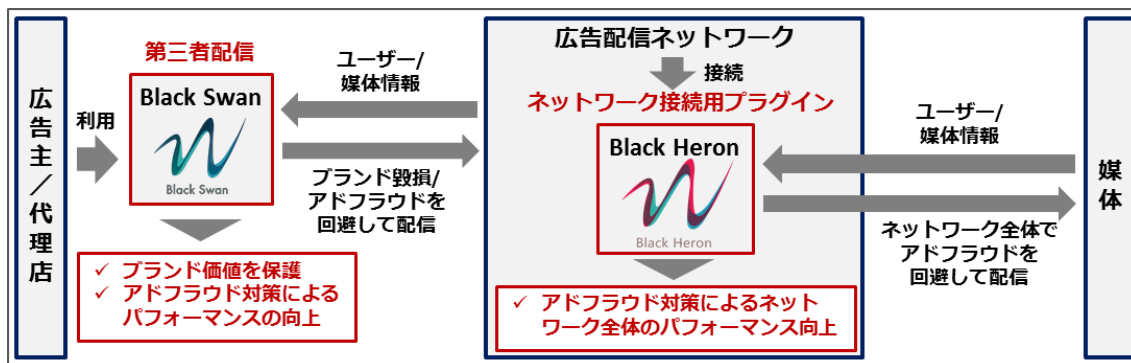 広告主/代理店
利用
第三者配信
Black Swan
Black Swan
ブランド価値を保護
アドフラウド対策による
パフォーマンスの向上
ユーザー/
媒体情報
ブランド毀損/
アドフラウドを
回避して配信
広告配信ネットワーク
接続
ネットワーク接続用プラグイン
Black Heron
Black Heron
アドフラウド対策によるネット
ワーク全体のパフォーマンス向上
ユーザー/
媒体情報
ネットワーク全体で
アドフラウドを
回避して配信
媒体